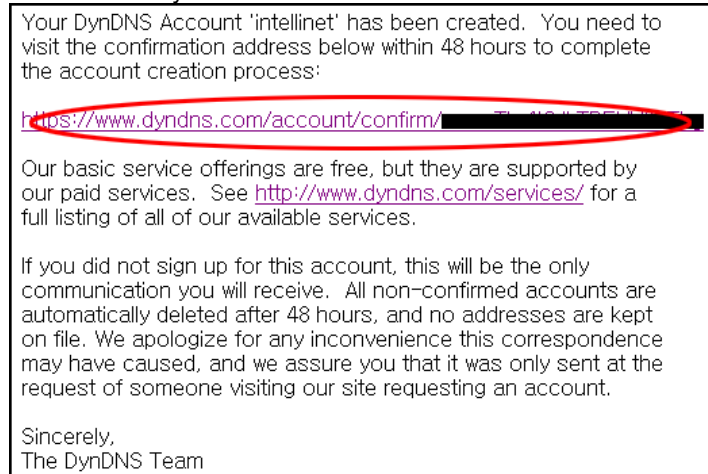 Your DynDNS Account 'intellinet' has been created. You need to
visit the confirmation address below within 48 hours to complete
the account creation process:
https://www.dyndns.com/account/confirm/
Our basic service offerings are free, but they are supported by
our paid services. See http://www.dyndns.com/services/ for a
full listing of all of our available services.
If you did not sign up for this account, this will be the only
communication you will receive. All non-confirmed accounts are
automatically deleted after 48 hours, and no addresses are kept
on file. We apologize for any inconvenience this correspondence
may have caused, and we assure you that it was only sent at the
request of someone visiting our site requesting an account.
Sincerely,
The DynDNS Team